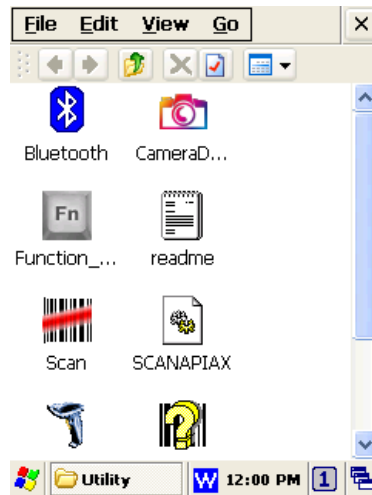 File Edit View Go
Bluetooth CameraD...
Fn
Function_... readme
Scan SCANAPIAX
Utility W 12:00 PM 1